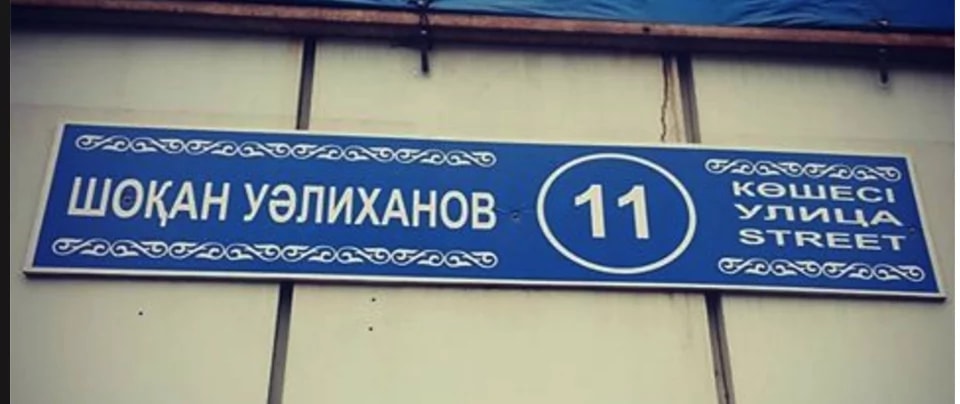 ШОҚАН УӘЛИХАНОВ
11
КӨШЕСІ
УЛИЦА
STREET